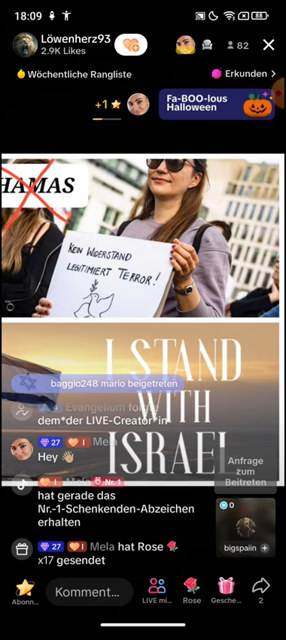 18:09
88
Löwenherz93
2.9K Likes
82
Wöchentliche Rangliste
Erkunden >
+1
Fa-BOO-lous
Halloween
HAMAS
KEIN WIDERSTAND
LEGITIMIERT TERROR!
I STAND
WITH
ISRAEL
baggio248 mario beigetreten
Evangelium
dem*der LIVE-Creator*in
27 I Mela
Hey
Anfrage
zum
Beitreten
I Mela Nr. 1
hat gerade das
Nr.-1-Schenkenden-Abzeichen
erhalten
0
bigspaiin +
27 I Mela hat Rose
x17 gesendet
Abonn...
Komment...
LIVE mi...
Rose
Gesche...
2